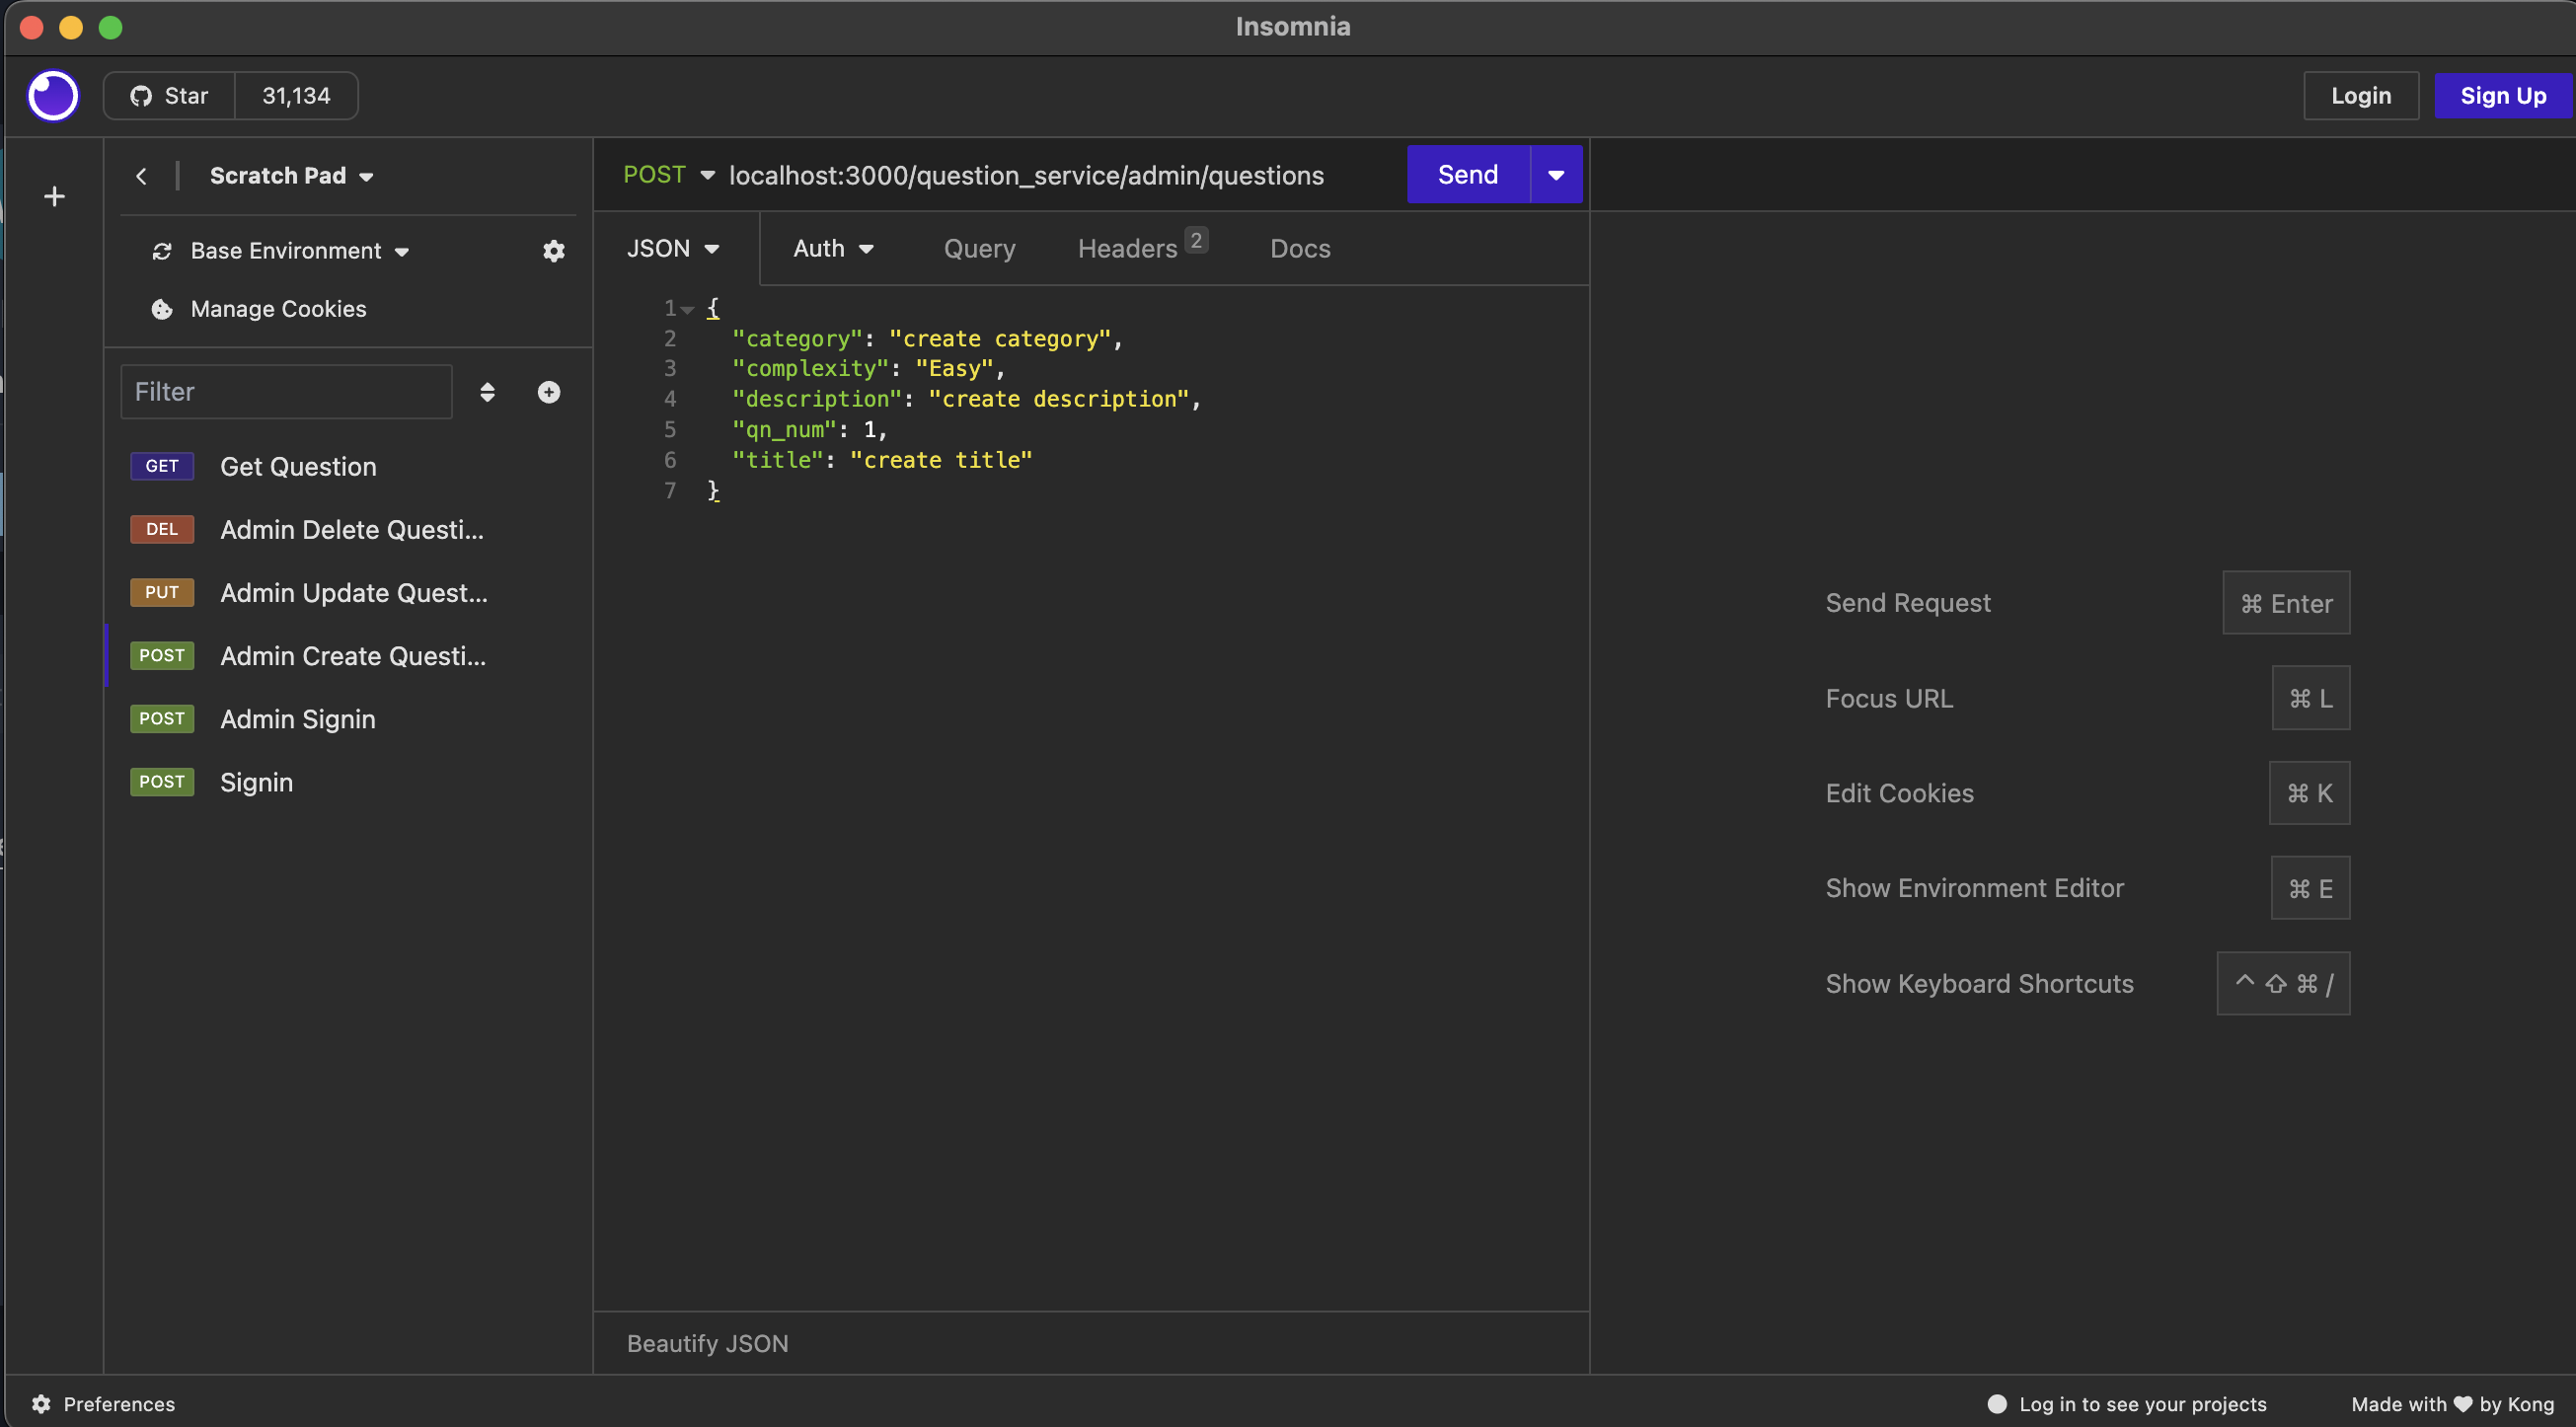 Insomnia
Star 31,134
Login Sign Up
Scratch Pad
Base Environment
Manage Cookies
Filter
GET Get Question
DEL Admin Delete Questi...
PUT Admin Update Quest...
POST Admin Create Questi...
POST Admin Signin
POST Signin
POST localhost:3000/question_service/admin/questions Send
JSON Auth Query Headers 2 Docs
1 {
2 "category": "create category",
3 "complexity": "Easy",
4 "description": "create description",
5 "qn_num": 1,
6 "title": "create title"
7 }
Beautify JSON
Send Request ⌘ Enter
Focus URL ⌘ L
Edit Cookies ⌘ K
Show Environment Editor ⌘ E
Show Keyboard Shortcuts ^ ⇧ ⌘ /
Preferences
Log in to see your projects
Made with ♥ by Kong